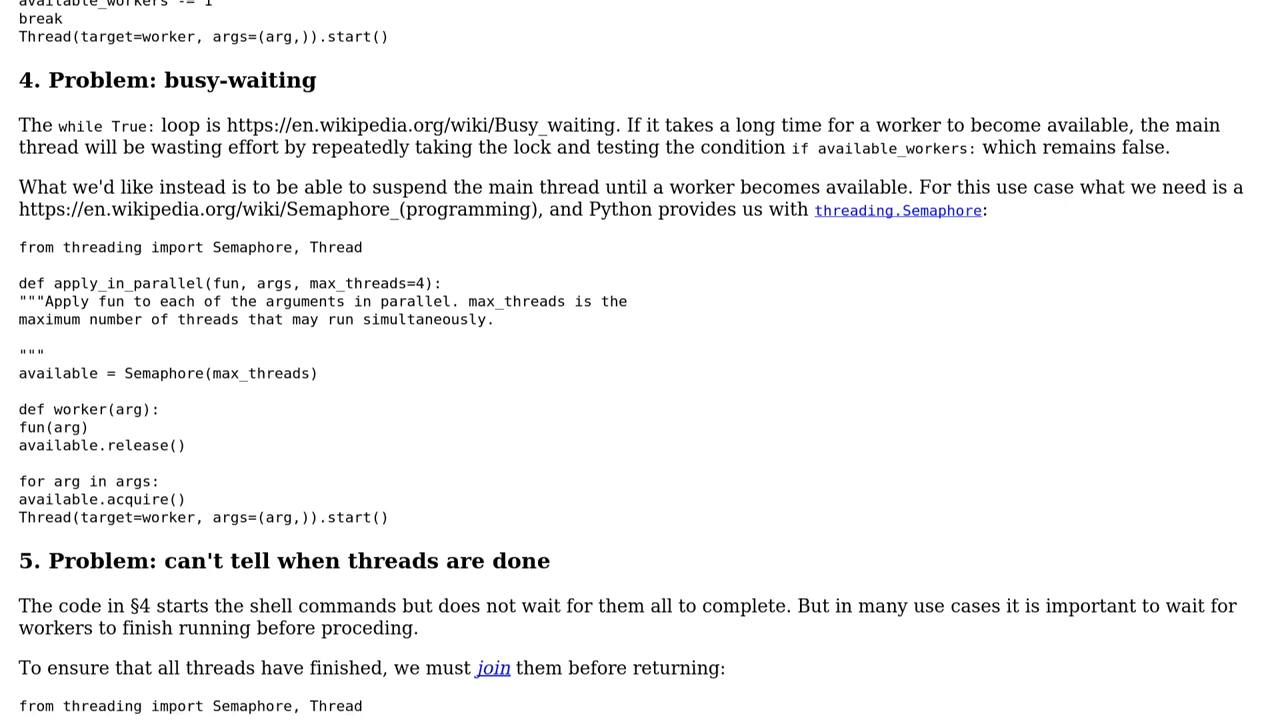 available_workers -= 1
break
Thread(target=worker, args=(arg,)).start()
4. Problem: busy-waiting
The while True: loop is https://en.wikipedia.org/wiki/Busy_waiting. If it takes a long time for a worker to become available, the main
thread will be wasting effort by repeatedly taking the lock and testing the condition if available_workers: which remains false.
What we'd like instead is to be able to suspend the main thread until a worker becomes available. For this use case what we need is a
https://en.wikipedia.org/wiki/Semaphore_(programming), and Python provides us with threading.Semaphore:
from threading import Semaphore, Thread
def apply_in_parallel(fun, args, max_threads=4):
"""Apply fun to each of the arguments in parallel. max_threads is the
maximum number of threads that may run simultaneously.
"""
available = Semaphore(max_threads)
def worker(arg):
fun(arg)
available.release()
for arg in args:
available.acquire()
Thread(target=worker, args=(arg,)).start()
5. Problem: can't tell when threads are done
The code in §4 starts the shell commands but does not wait for them all to complete. But in many use cases it is important to wait for
workers to finish running before proceding.
To ensure that all threads have finished, we must join them before returning:
from threading import Semaphore, Thread